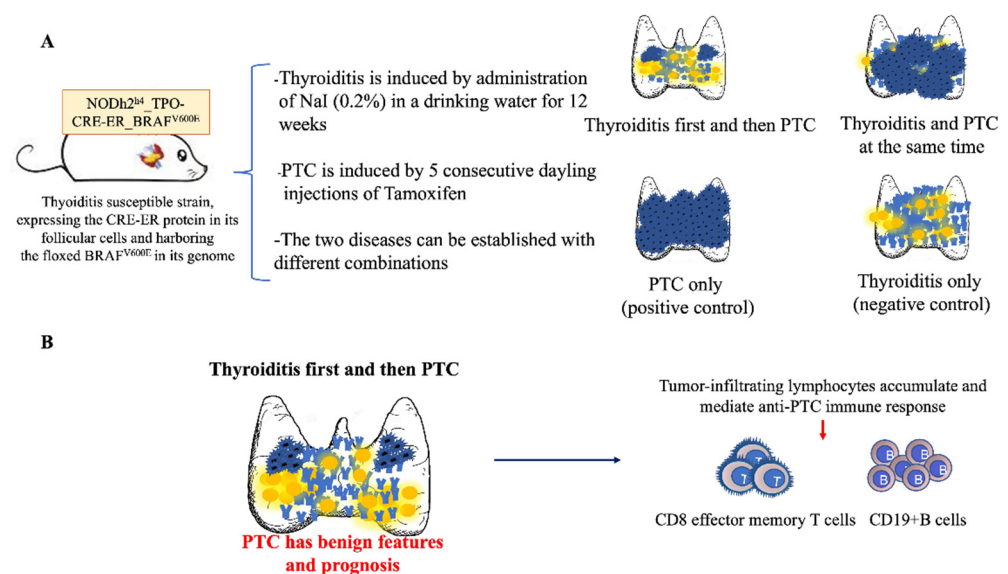 A
NODh2h4_TPO-
CRE-ER_BRAFV600E
Thyroiditis susceptible strain,
expressing the CRE-ER protein in its
follicular cells and harboring
the floxed BRAFV600E in its genome
-Thyroiditis is induced by administration
of NaI (0.2%) in a drinking water for 12
weeks
-PTC is induced by 5 consecutive dayling
injections of Tamoxifen
-The two diseases can be established with
different combinations
Thyroiditis first and then PTC
Thyroiditis and PTC
at the same time
PTC only
(positive control)
Thyroiditis only
(negative control)
B
Thyroiditis first and then PTC
PTC has benign features
and prognosis
Tumor-infiltrating lymphocytes accumulate and
mediate anti-PTC immune response
T
T
T
B
B
B
B
B
B
CD8 effector memory T cells
CD19+B cells